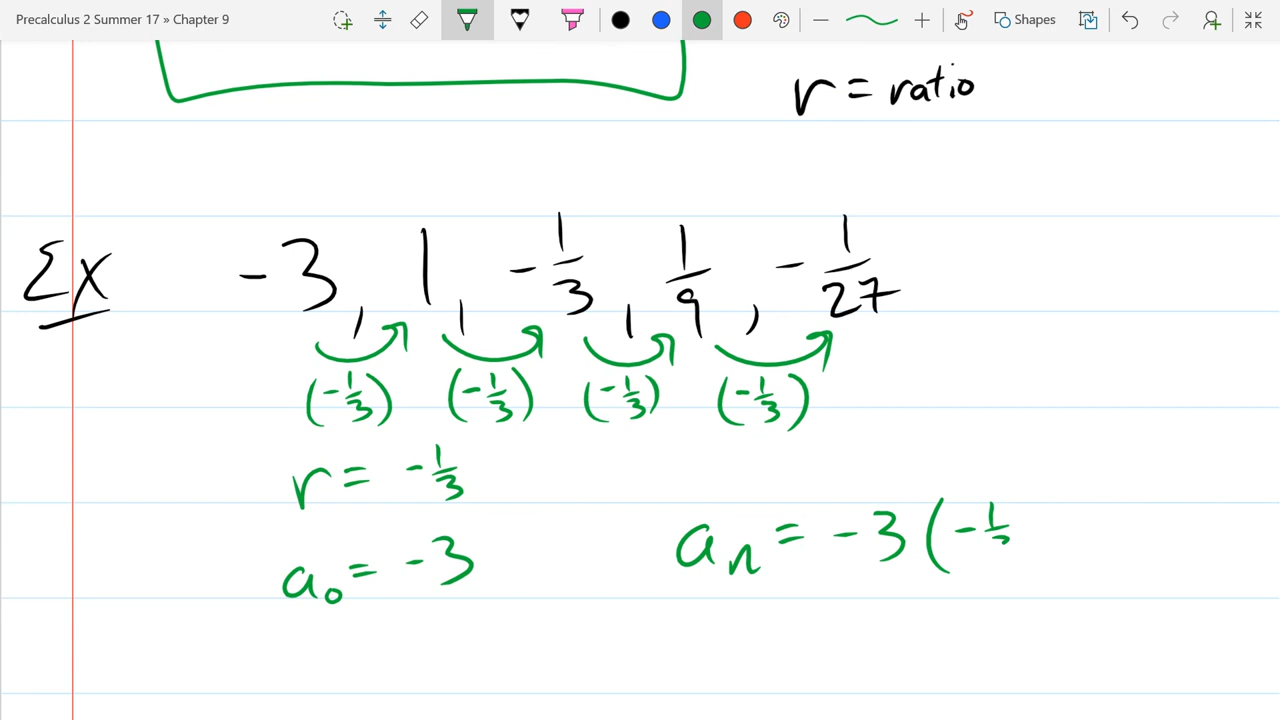 Precalculus 2 Summer 17 » Chapter 9 Shapes
r = ratio
Ex -3, 1, -1/3, 1/9, -1/27
(-1/3) (-1/3) (-1/3) (-1/3)
r = -1/3
a₀ = -3 aₙ = -3 (-1/